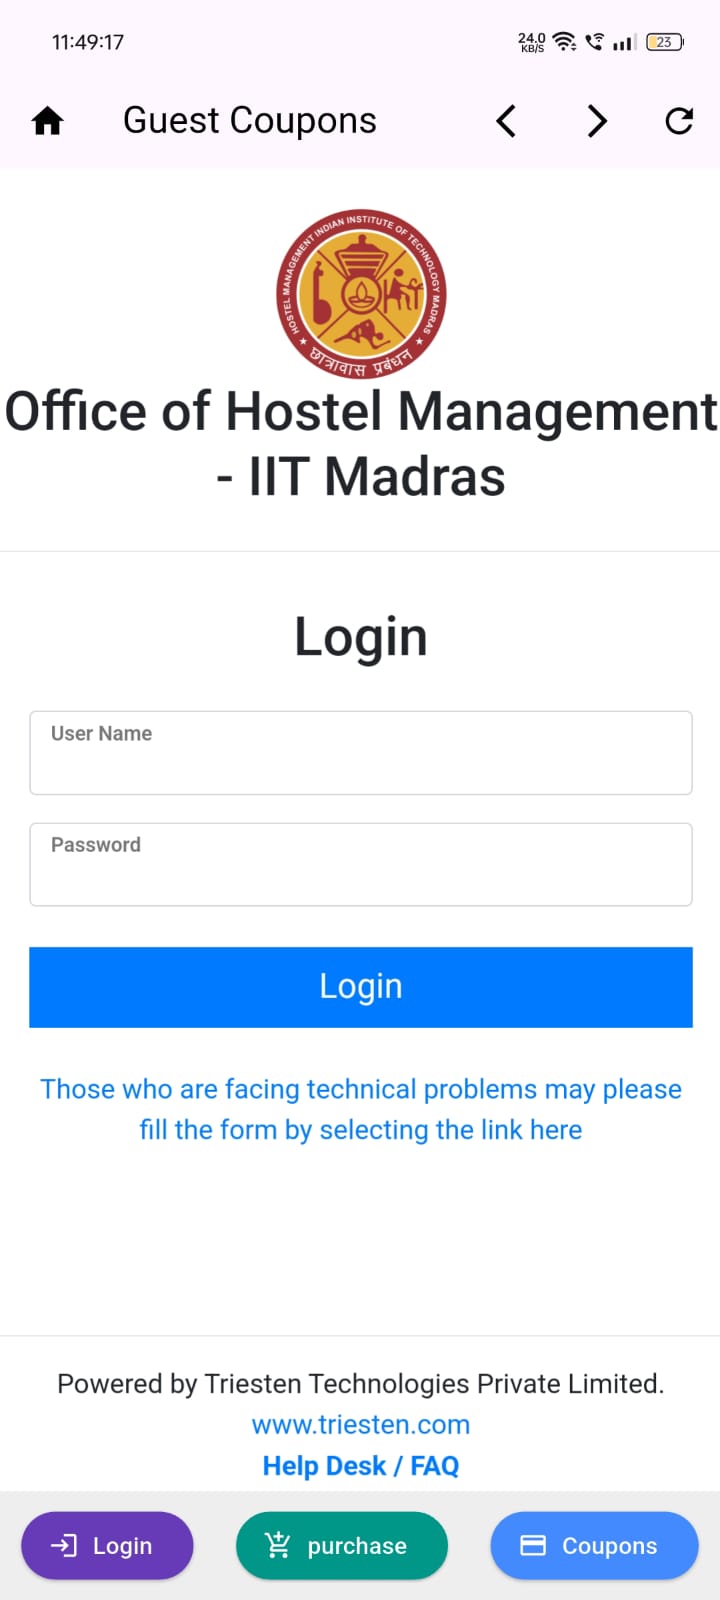 11:49:17
24.0
KB/S
23
Guest Coupons
HOSTEL MANAGEMENT INDIAN INSTITUTE OF TECHNOLOGY MADRAS
छात्रावास प्रबंधन
Office of Hostel Management
- IIT Madras
Login
User Name
Password
Login
Those who are facing technical problems may please
fill the form by selecting the link here
Powered by Triesten Technologies Private Limited.
www.triesten.com
Help Desk / FAQ
Login
purchase
Coupons